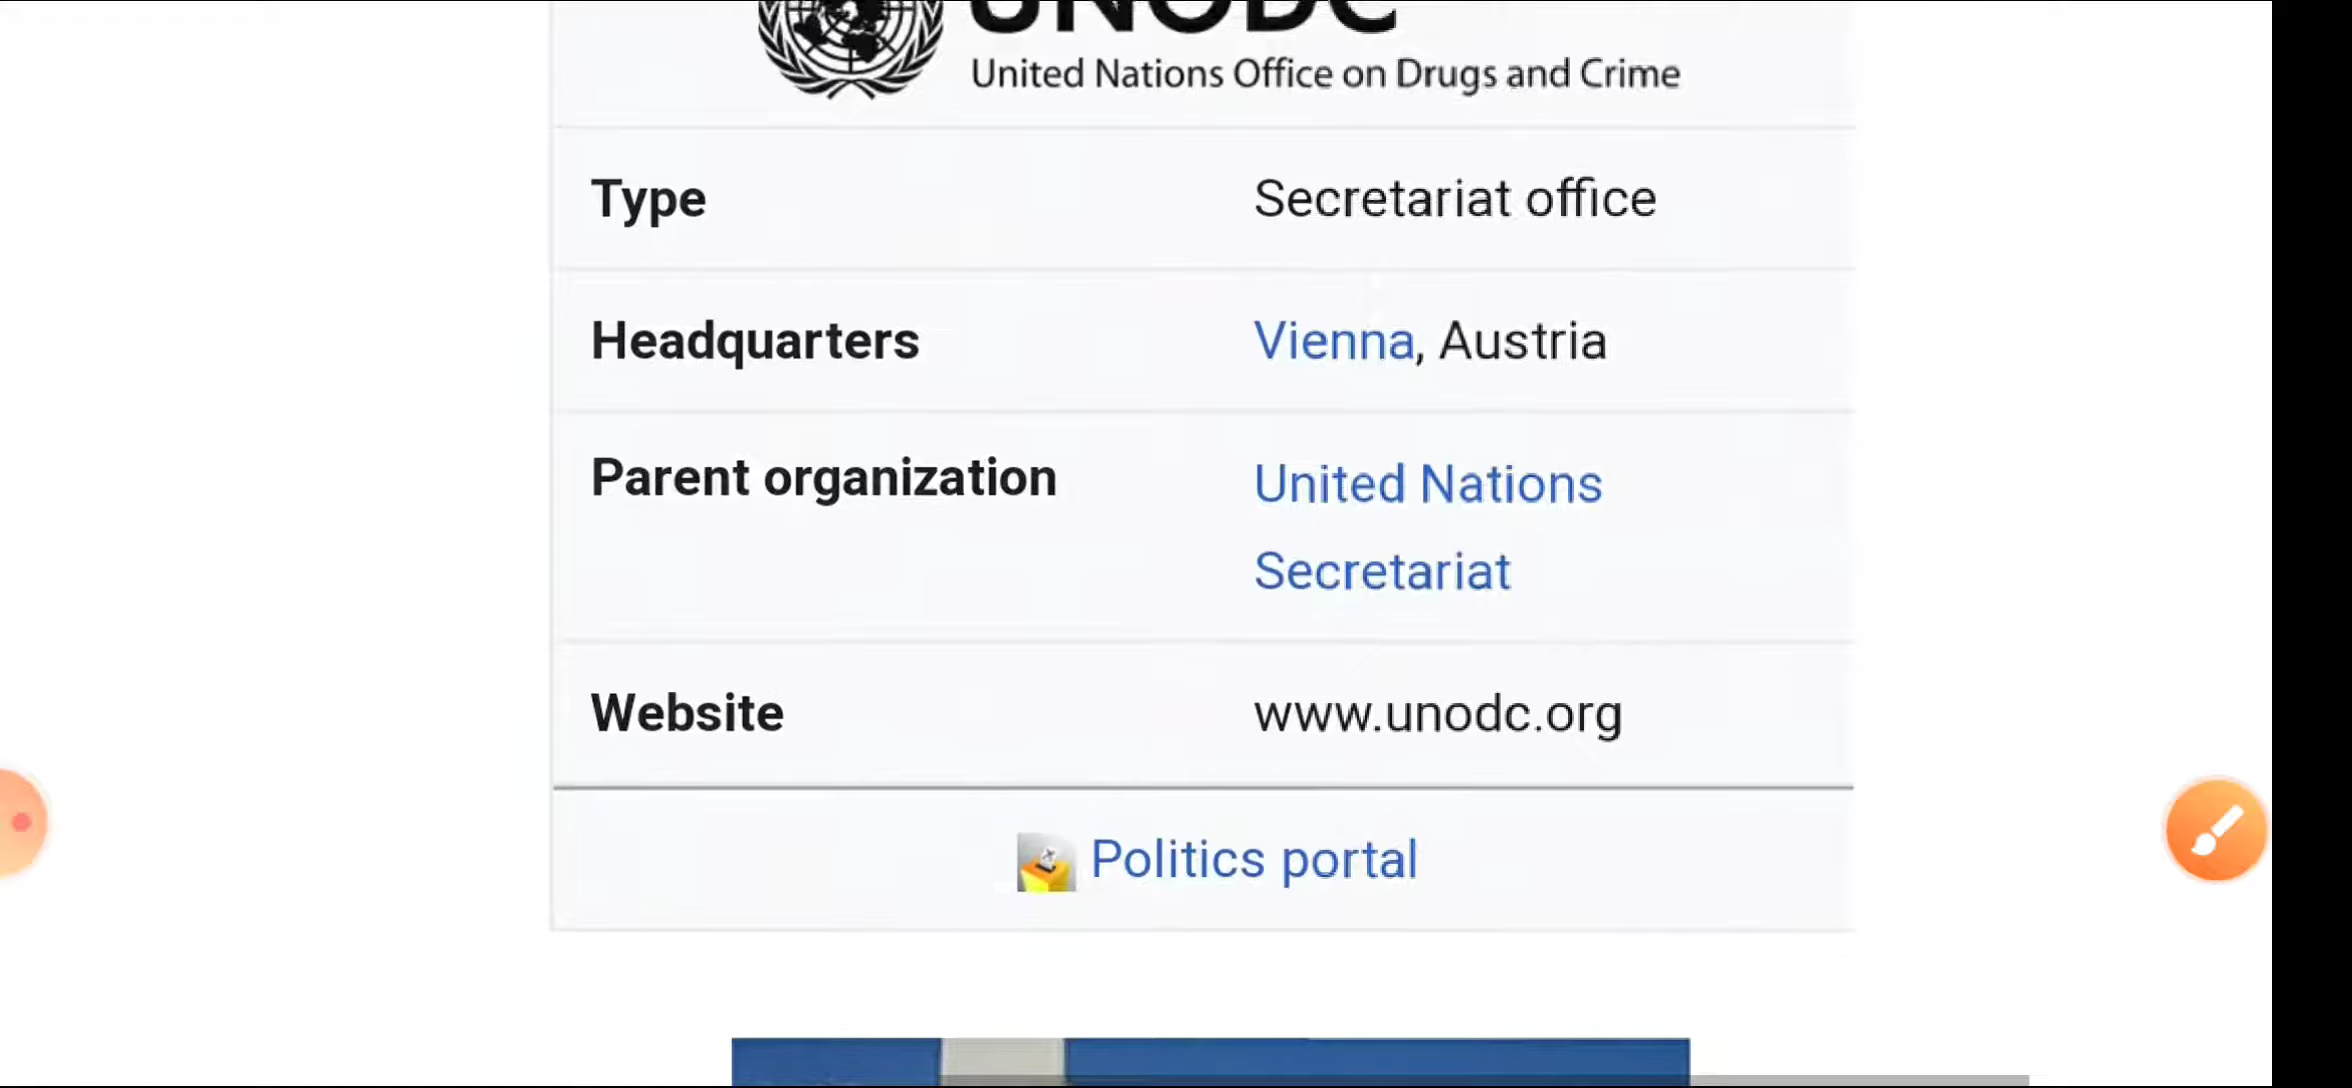 UNODC
United Nations Office on Drugs and Crime
Type
Secretariat office
Headquarters
Vienna, Austria
Parent organization
United Nations
Secretariat
Website
www.unodc.org
Politics portal